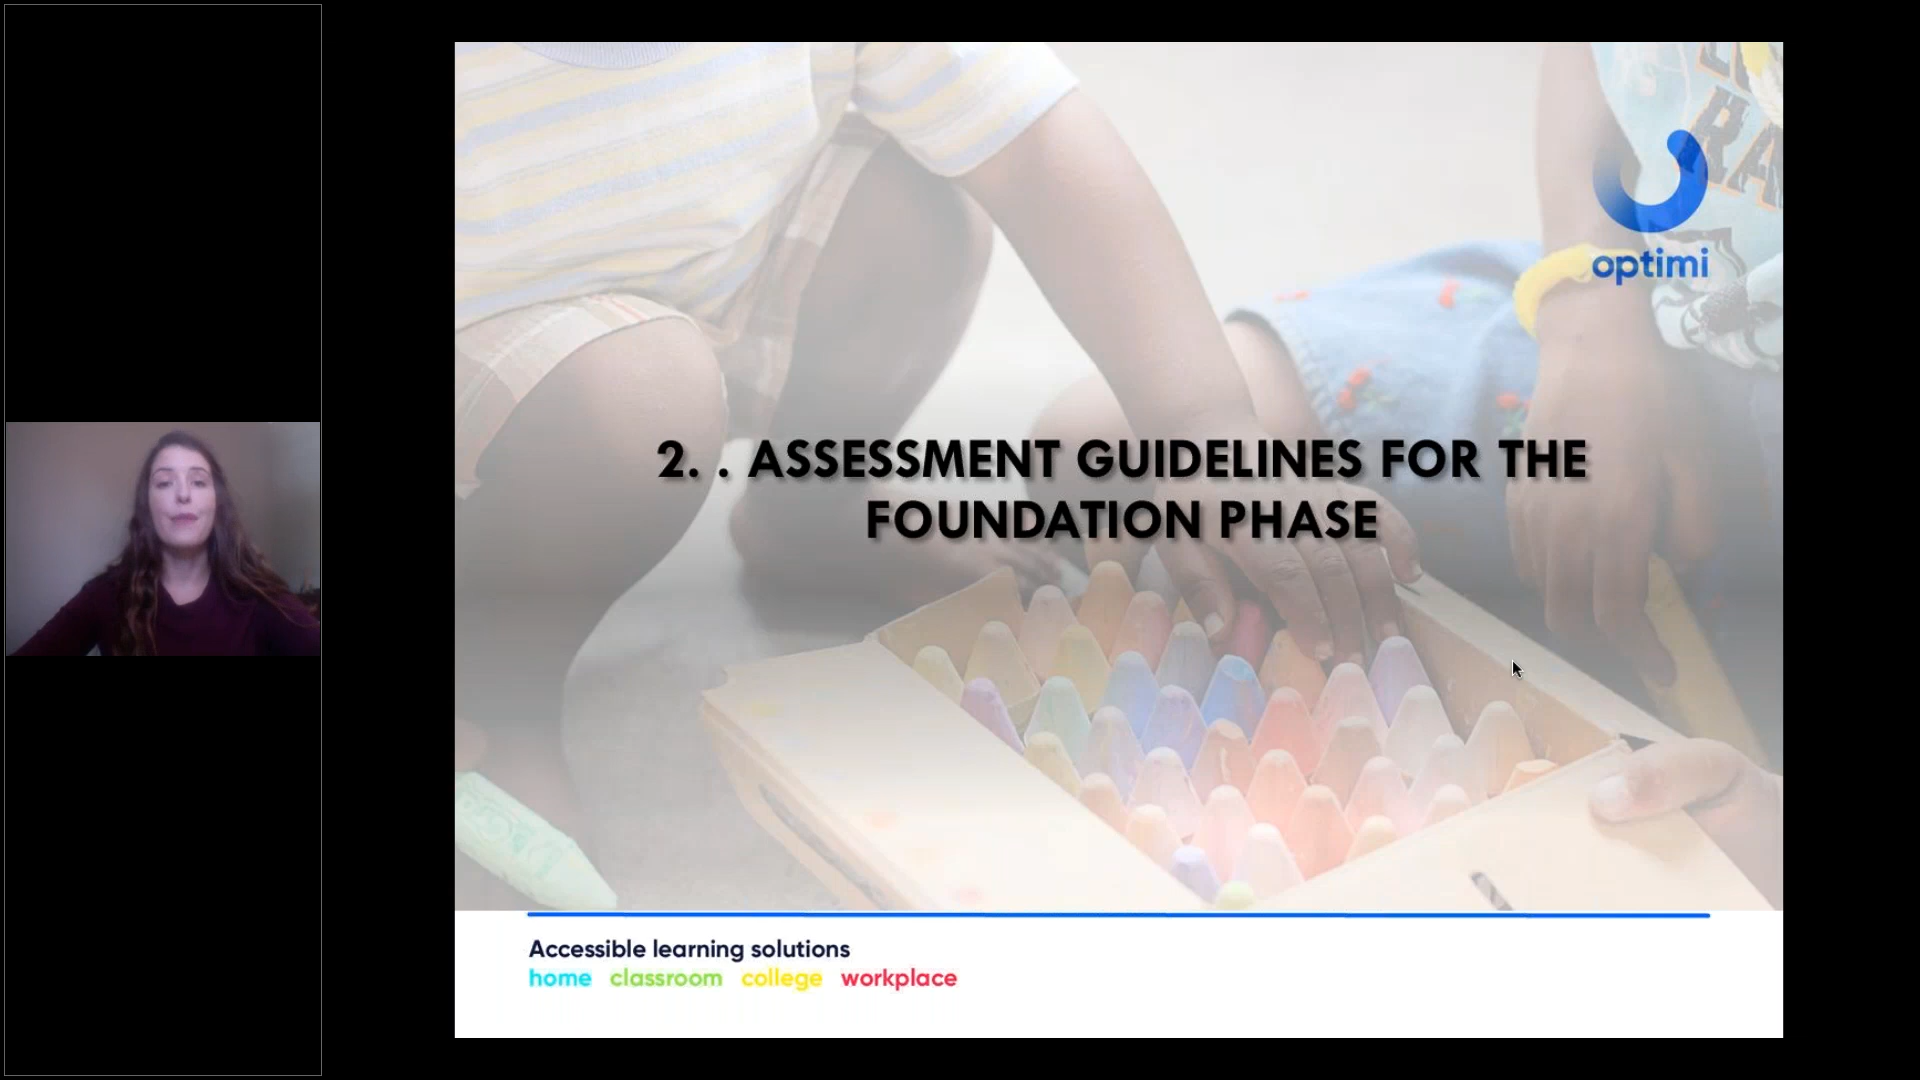 optimi
2. . ASSESSMENT GUIDELINES FOR THE
FOUNDATION PHASE
Accessible learning solutions
home classroom college workplace